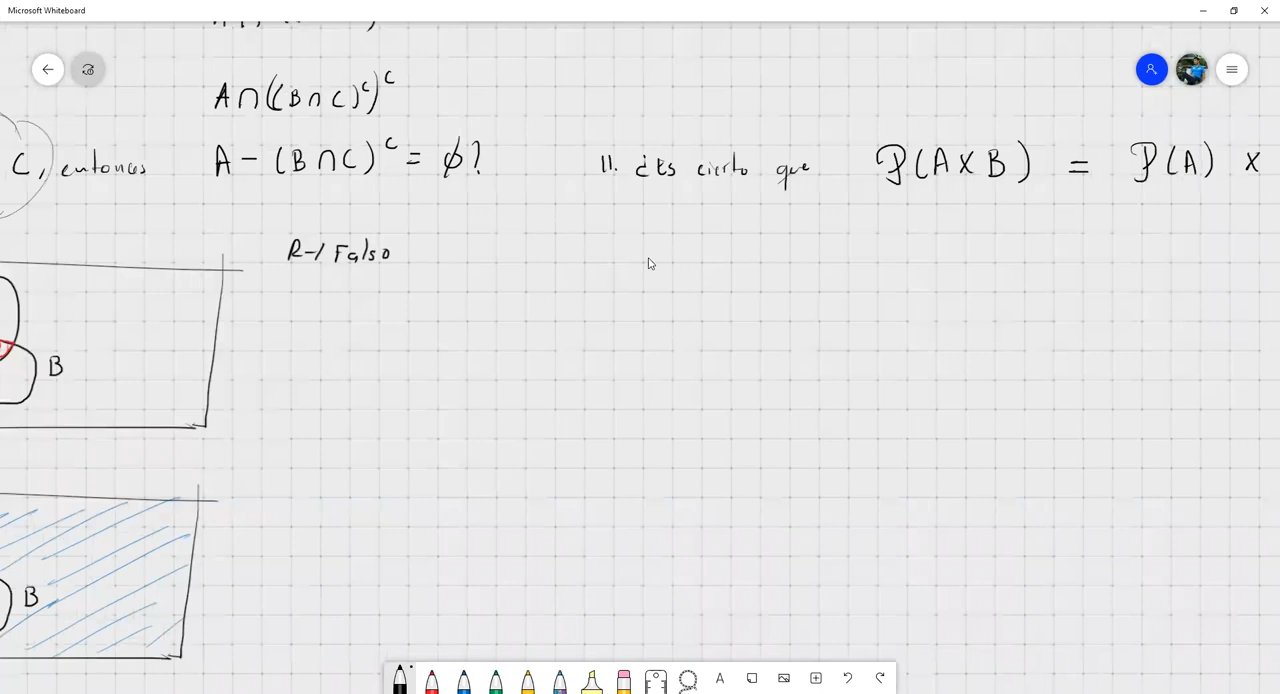 Microsoft Whiteboard
A∩((B∩C)ᶜ)ᶜ
C, entonces A − (B∩C)ᶜ = ϕ?
11. ¿Es cierto que P(A×B) = P(A) ×
R-/ Falso
B
B
A